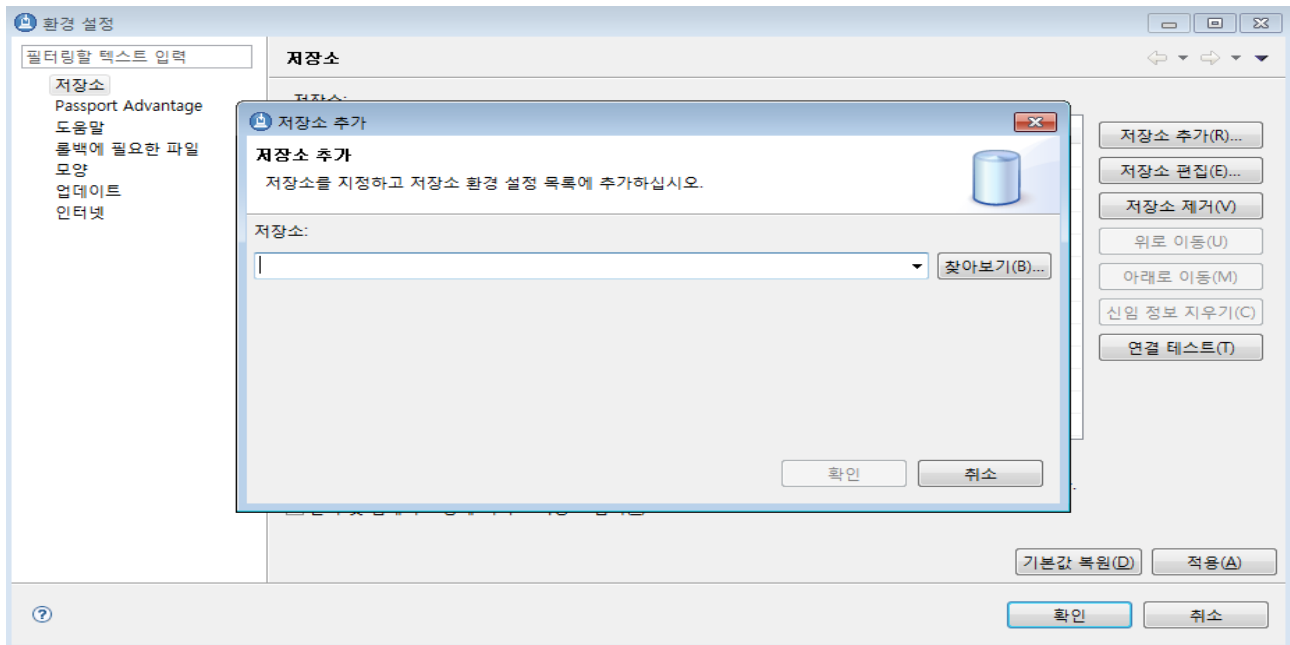 환경 설정
필터링할 텍스트 입력
저장소
Passport Advantage
도움말
롤백에 필요한 파일
모양
업데이트
인터넷
저장소
저장소:
저장소 추가
저장소 추가
저장소를 지정하고 저장소 환경 설정 목록에 추가하십시오.
저장소:
찾아보기(B)...
확인
취소
저장소 추가(R)...
저장소 편집(E)...
저장소 제거(V)
위로 이동(U)
아래로 이동(M)
신임 정보 지우기(C)
연결 테스트(T)
기본값 복원(D)
적용(A)
확인
취소